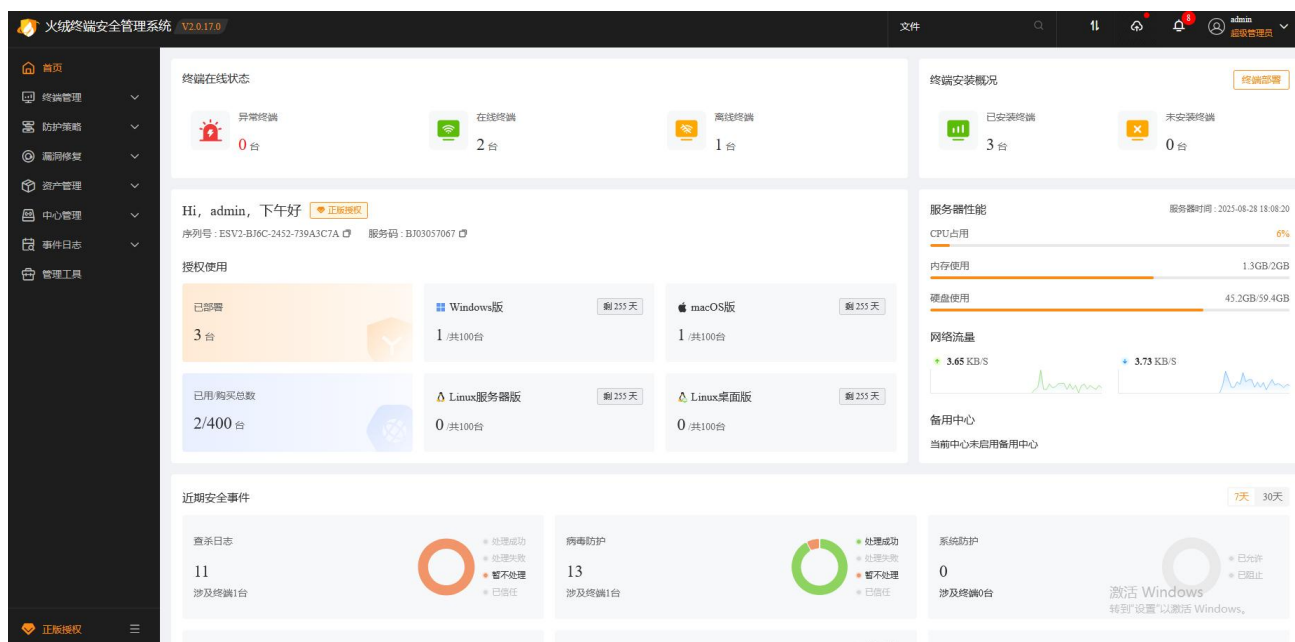 火绒终端安全管理系统 V2.0.17.0
文件
8
admin
超级管理员
首页
终端管理
防护策略
漏洞修复
资产管理
中心管理
事件日志
管理工具
正版授权
终端在线状态
异常终端
0 台
在线终端
2 台
离线终端
1 台
终端安装概况
终端部署
已安装终端
3 台
未安装终端
0 台
Hi, admin, 下午好 正版授权
序列号 : ESV2-BJ6C-2452-739A3C7A 服务码 : BJ03057067
授权使用
已部署
3 台
Windows版 剩 255 天
1 /共100台
macOS版 剩 255 天
1 /共100台
已用/购买总数
2/400 台
Linux服务器版 剩 255 天
0 /共100台
Linux桌面版 剩 255 天
0 /共100台
服务器性能 服务器时间 : 2025-08-28 18:08:20
CPU占用 6%
内存使用 1.3GB/2GB
硬盘使用 45.2GB/59.4GB
网络流量
3.65 KB/S 3.73 KB/S
备用中心
当前中心未启用备用中心
近期安全事件 7天 30天
查杀日志
11
涉及终端1台
处理成功
处理失败
暂不处理
已信任
病毒防护
13
涉及终端1台
处理成功
处理失败
暂不处理
已信任
系统防护
0
涉及终端0台
已允许
已阻止
激活 Windows
转到"设置"以激活 Windows。